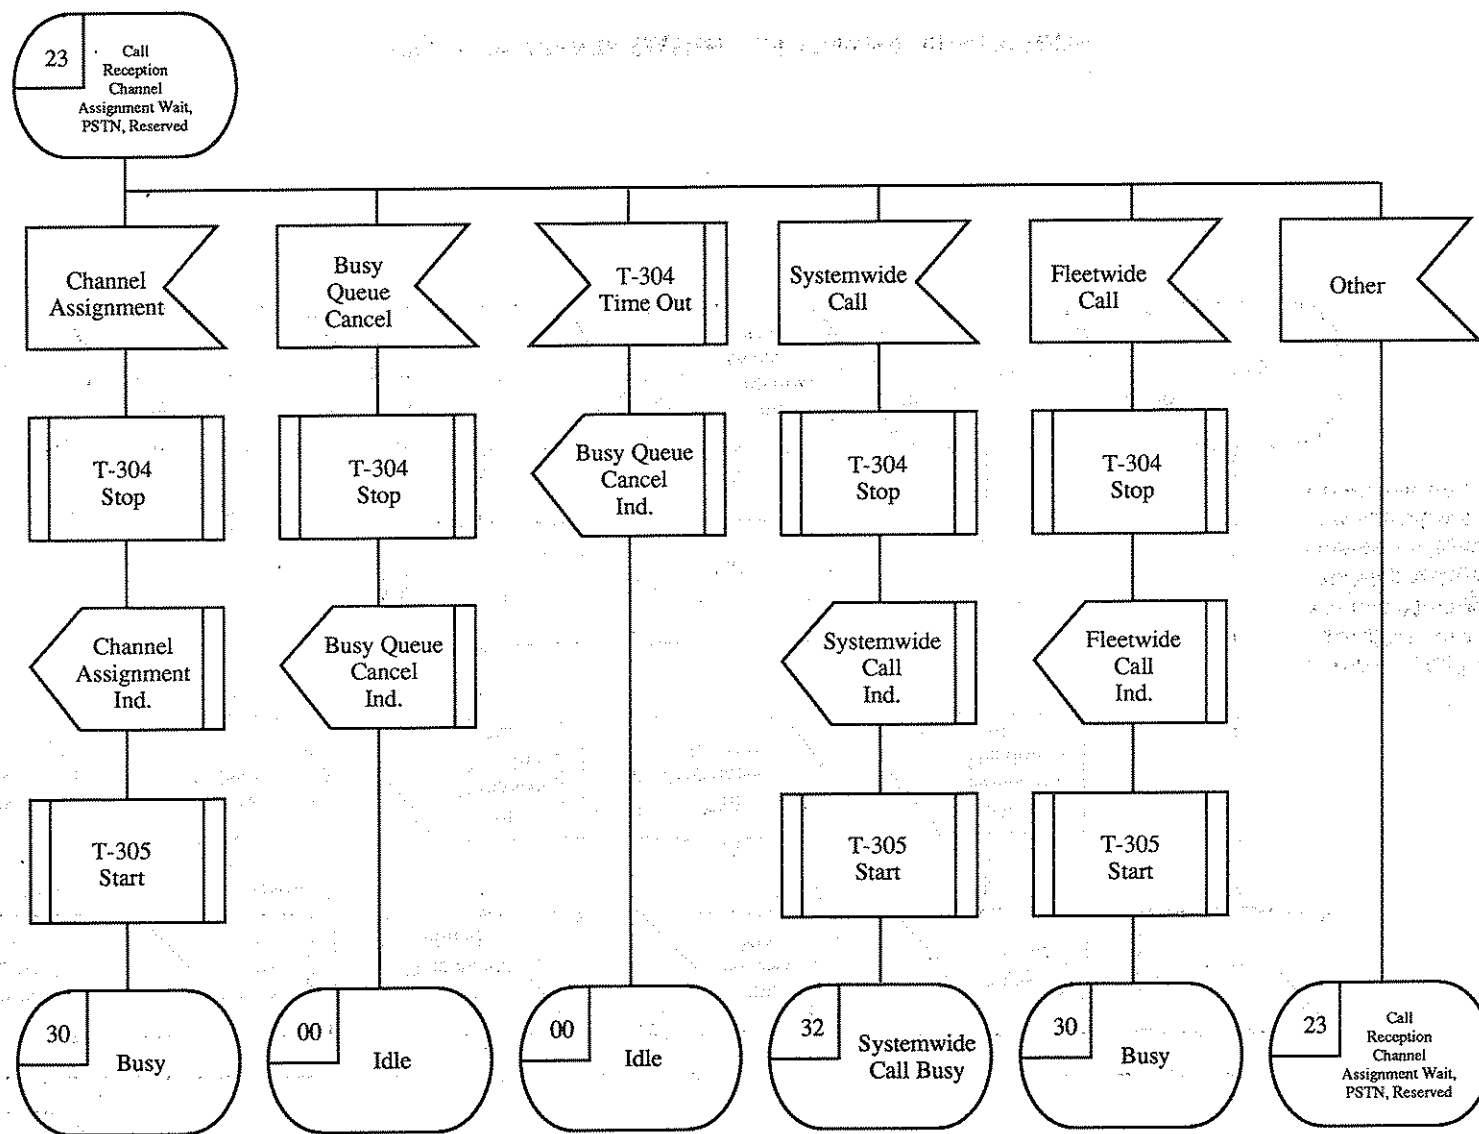 23
Call
Reception
Channel
Assignment Wait,
PSTN, Reserved
Channel
Assignment
Busy
Queue
Cancel
T-304
Time Out
Systemwide
Call
Fleetwide
Call
Other
T-304
Stop
T-304
Stop
Busy Queue
Cancel
Ind.
T-304
Stop
T-304
Stop
Channel
Assignment
Ind.
Busy Queue
Cancel
Ind.
Systemwide
Call
Ind.
Fleetwide
Call
Ind.
T-305
Start
T-305
Start
T-305
Start
30
Busy
00
Idle
00
Idle
32
Systemwide
Call Busy
30
Busy
23
Call
Reception
Channel
Assignment Wait,
PSTN, Reserved